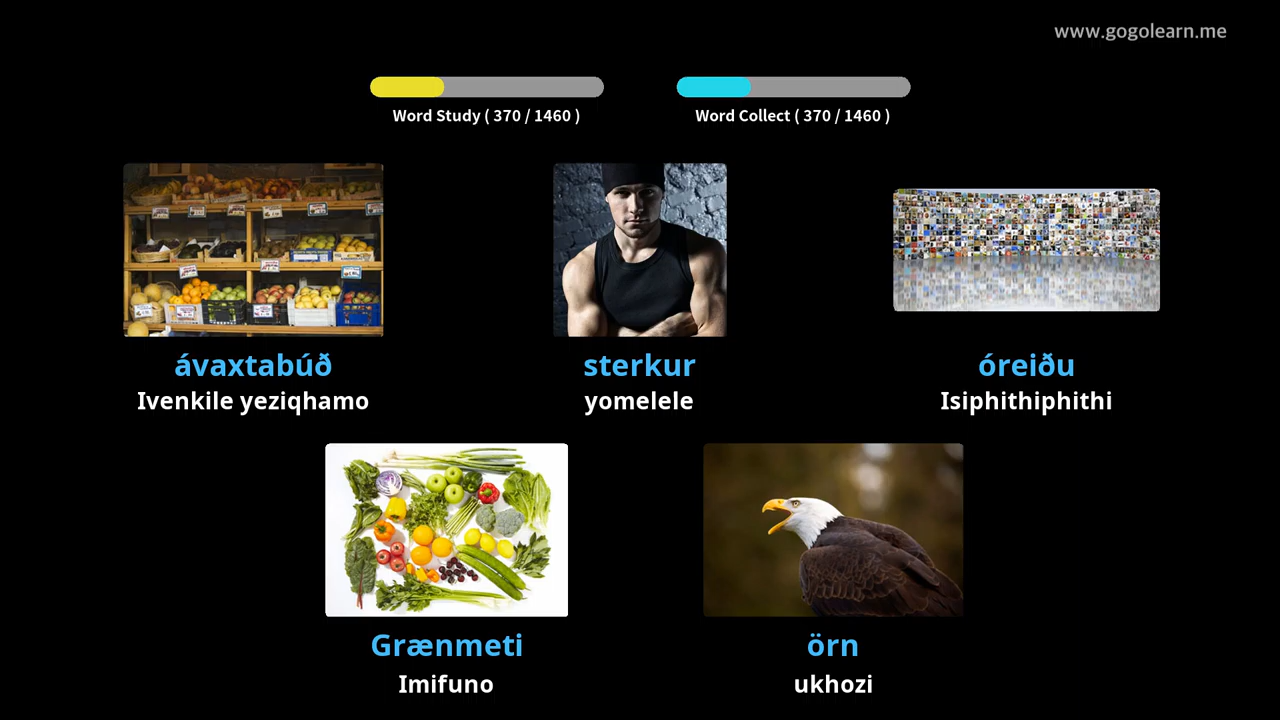 www.gogolearn.me
Word Study ( 370 / 1460 )
Word Collect ( 370 / 1460 )
ávaxtabúð
Ivenkile yeziqhamo
sterkur
yomelele
óreiðu
Isiphithiphithi
Grænmeti
Imifuno
örn
ukhozi